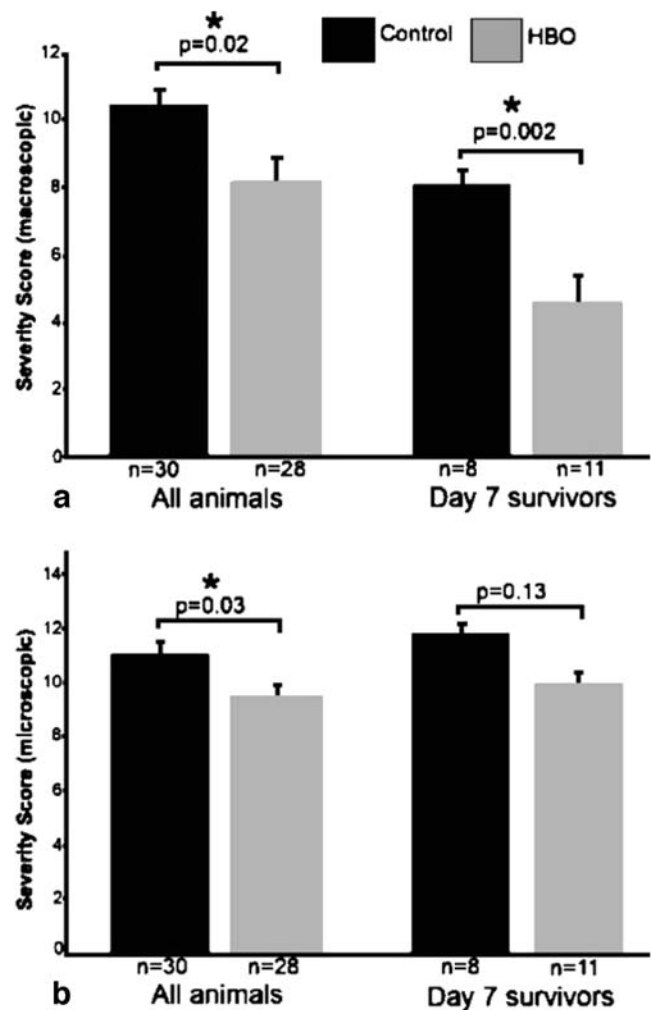 Control HBO
Severity Score (macroscopic)
12
10
8
6
4
2
0
*
p=0.02
*
p=0.002
n=30 n=28 n=8 n=11
a All animals Day 7 survivors
Severity Score (microscopic)
14
12
10
8
6
4
2
0
*
p=0.03
p=0.13
n=30 n=28 n=8 n=11
b All animals Day 7 survivors